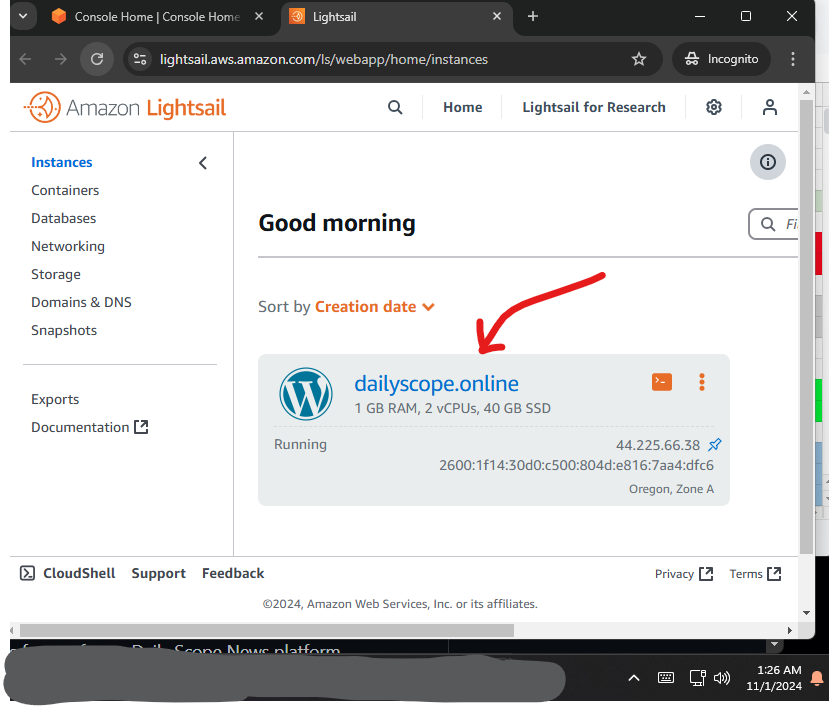 Console Home | Console Home
Lightsail
lightsail.aws.amazon.com/ls/webapp/home/instances
Incognito
Amazon Lightsail
Home
Lightsail for Research
Instances
Containers
Databases
Networking
Storage
Domains & DNS
Snapshots
Exports
Documentation
Good morning
Sort by Creation date
dailyscope.online
1 GB RAM, 2 vCPUs, 40 GB SSD
Running
44.225.66.38
2600:1f14:30d0:c500:804d:e816:7aa4:dfc6
Oregon, Zone A
CloudShell
Support
Feedback
Privacy
Terms
©2024, Amazon Web Services, Inc. or its affiliates.
Daily Scope News platform
1:26 AM
11/1/2024